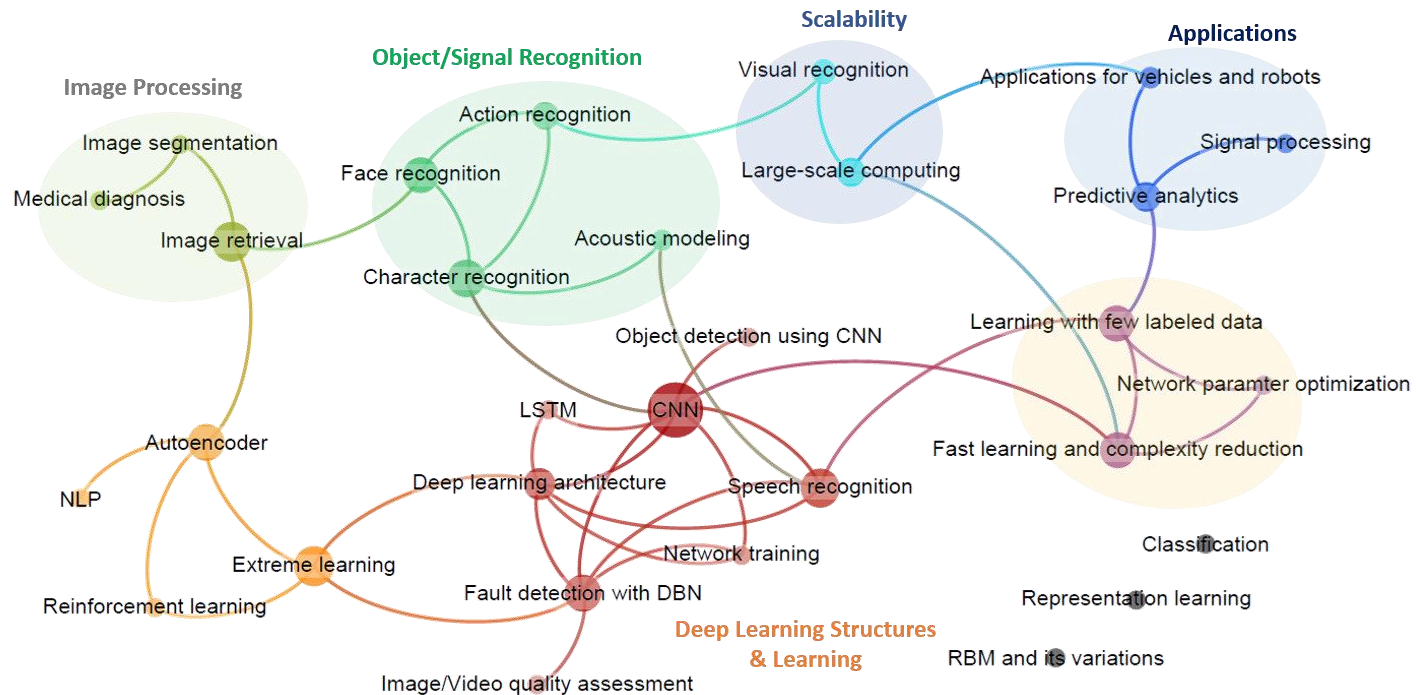 Scalability
Applications
Object/Signal Recognition
Image Processing
Visual recognition
Applications for vehicles and robots
Action recognition
Image segmentation
Signal processing
Face recognition
Large-scale computing
Medical diagnosis
Predictive analytics
Image retrieval
Acoustic modeling
Character recognition
Learning with few labeled data
Object detection using CNN
Network paramter optimization
LSTM
CNN
Autoencoder
Fast learning and complexity reduction
Deep learning architecture
Speech recognition
NLP
Classification
Network training
Extreme learning
Fault detection with DBN
Representation learning
Reinforcement learning
Deep Learning Structures
& Learning
RBM and its variations
Image/Video quality assessment